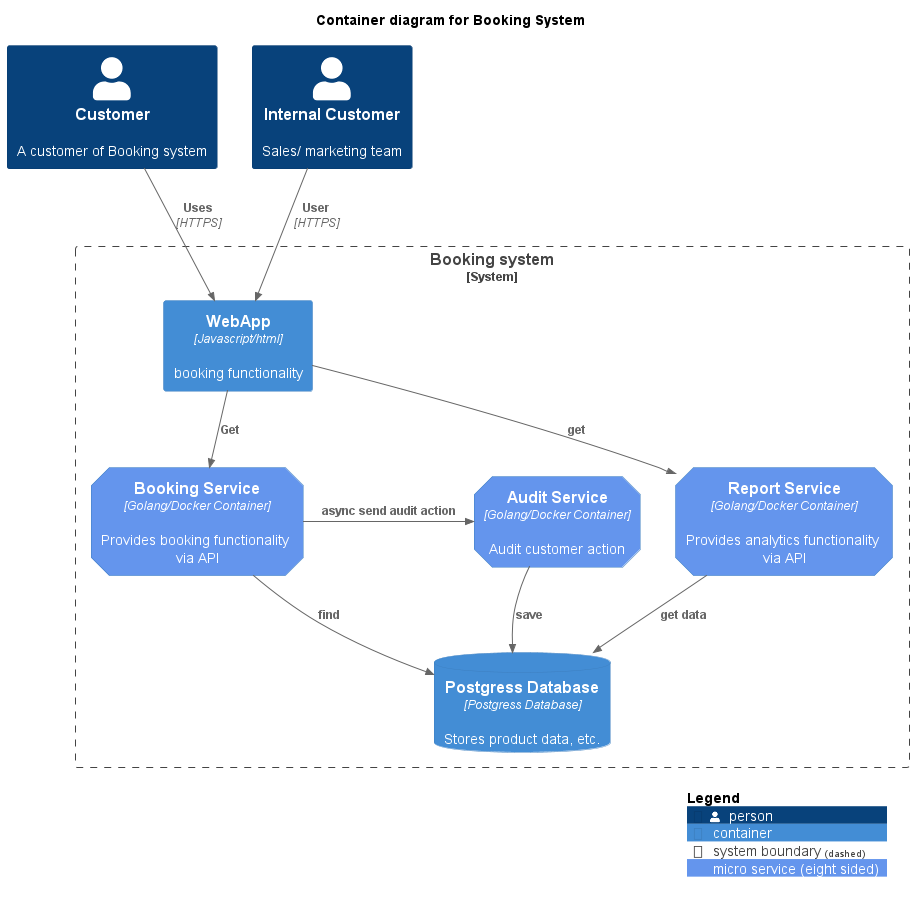 Container diagram for Booking System
Customer
A customer of Booking system
Internal Customer
Sales/ marketing team
Uses
[HTTPS]
User
[HTTPS]
Booking system
[System]
WebApp
[Javascript/html]
booking functionality
Get
get
Booking Service
[Golang/Docker Container]
Provides booking functionality
via API
async send audit action
Audit Service
[Golang/Docker Container]
Audit customer action
Report Service
[Golang/Docker Container]
Provides analytics functionality
via API
find
save
get data
Postgress Database
[Postgress Database]
Stores product data, etc.
Legend
person
container
system boundary (dashed)
micro service (eight sided)